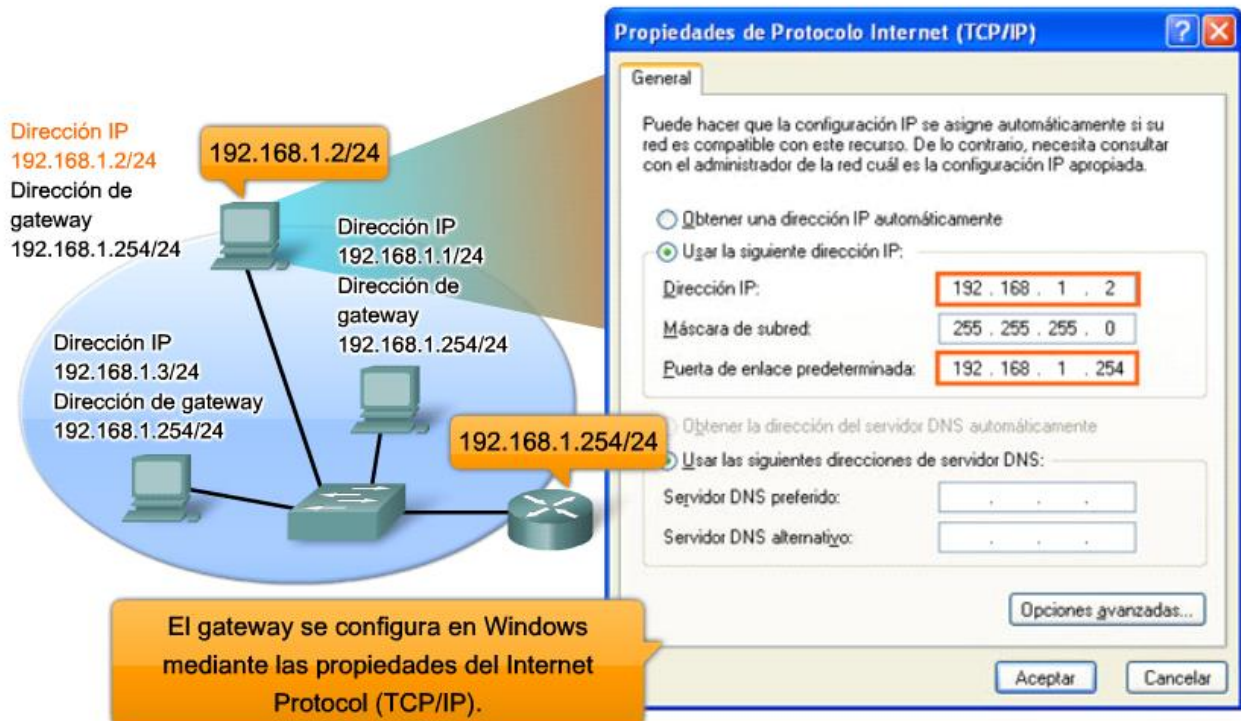 Dirección IP
192.168.1.2/24
Dirección de
gateway
192.168.1.254/24
192.168.1.2/24
Dirección IP
192.168.1.1/24
Dirección de
gateway
192.168.1.254/24
Dirección IP
192.168.1.3/24
Dirección de gateway
192.168.1.254/24
192.168.1.254/24
El gateway se configura en Windows
mediante las propiedades del Internet
Protocol (TCP/IP).
Propiedades de Protocolo Internet (TCP/IP)
General
Puede hacer que la configuración IP se asigne automáticamente si su
red es compatible con este recurso. De lo contrario, necesita consultar
con el administrador de la red cuál es la configuración IP apropiada.
Obtener una dirección IP automáticamente
Usar la siguiente dirección IP:
Dirección IP: 192 . 168 . 1 . 2
Máscara de subred: 255 . 255 . 255 . 0
Puerta de enlace predeterminada: 192 . 168 . 1 . 254
Obtener la dirección del servidor DNS automáticamente
Usar las siguientes direcciones de servidor DNS:
Servidor DNS preferido: . . .
Servidor DNS alternativo: . . .
Opciones avanzadas...
Aceptar Cancelar